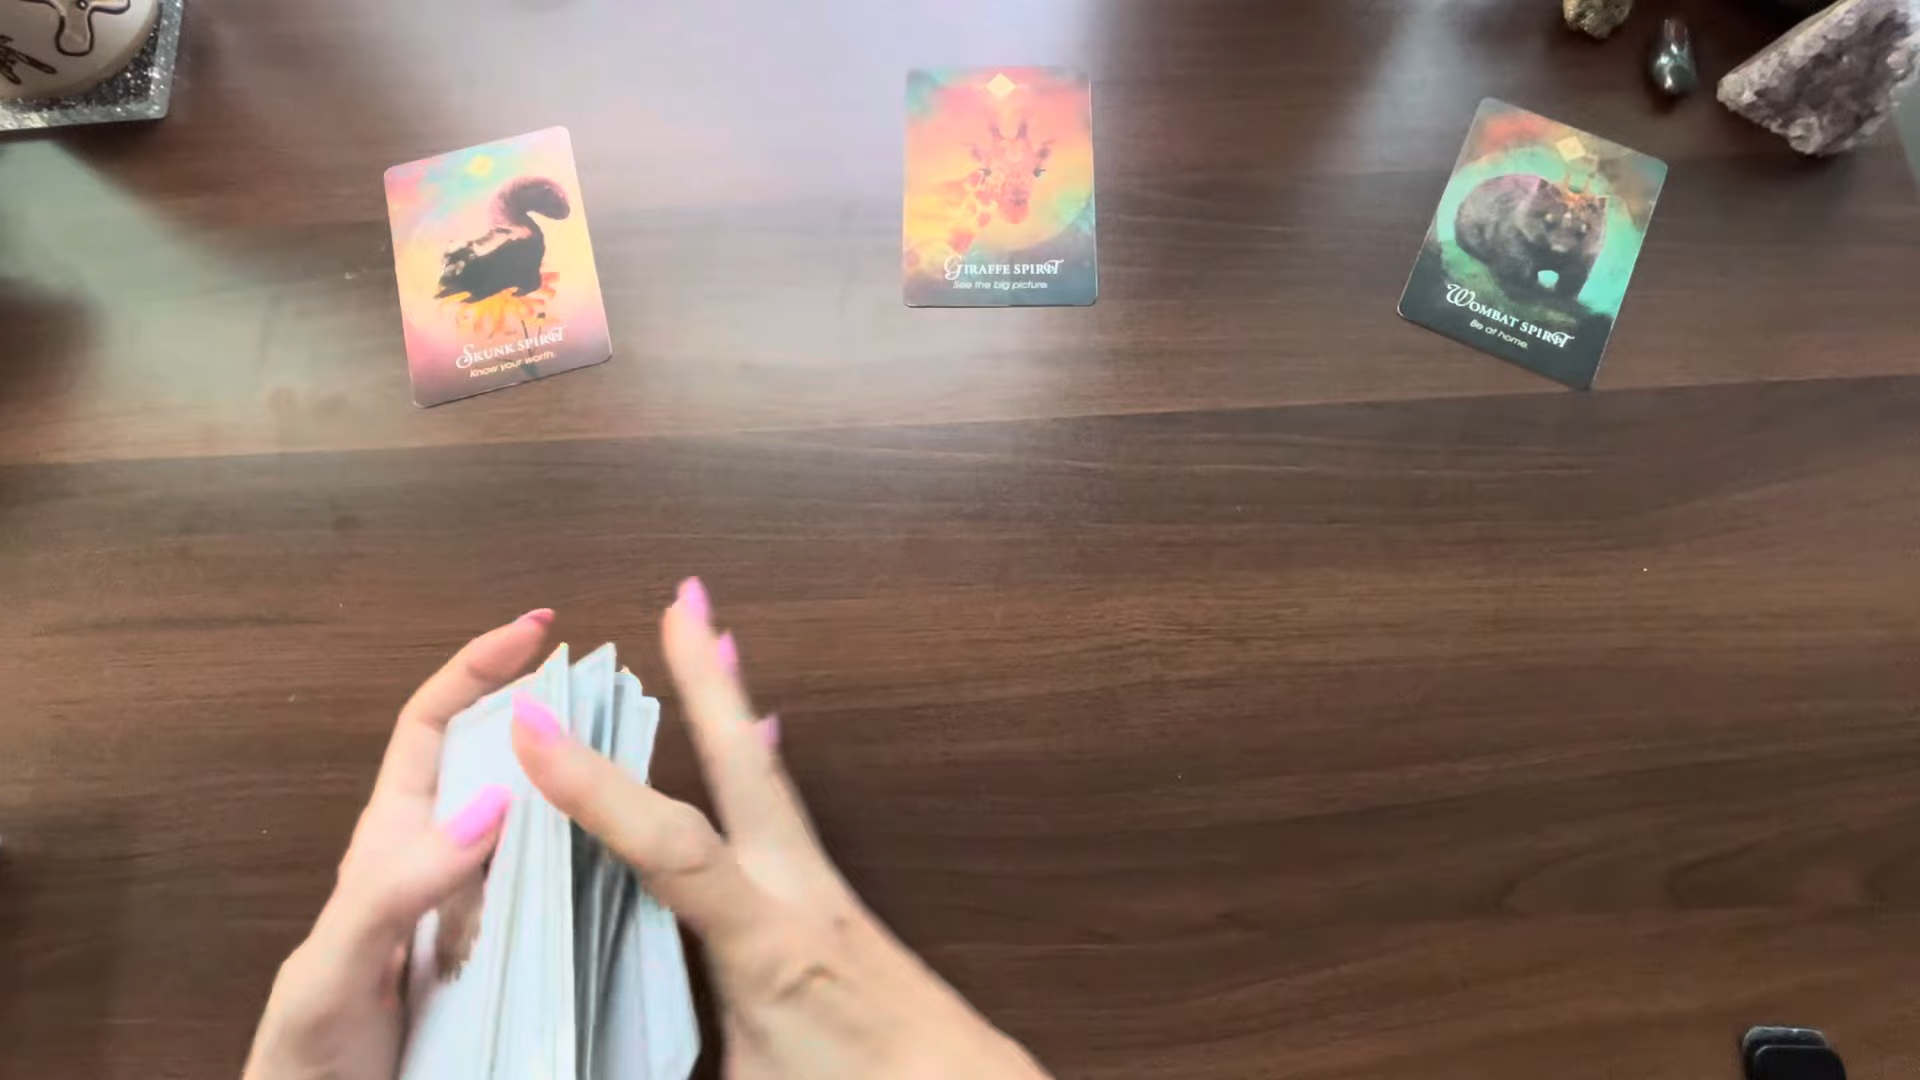 SKUNK SPIRIT
Know your worth.
GIRAFFE SPIRIT
See the big picture.
WOMBAT SPIRIT
Be at home.